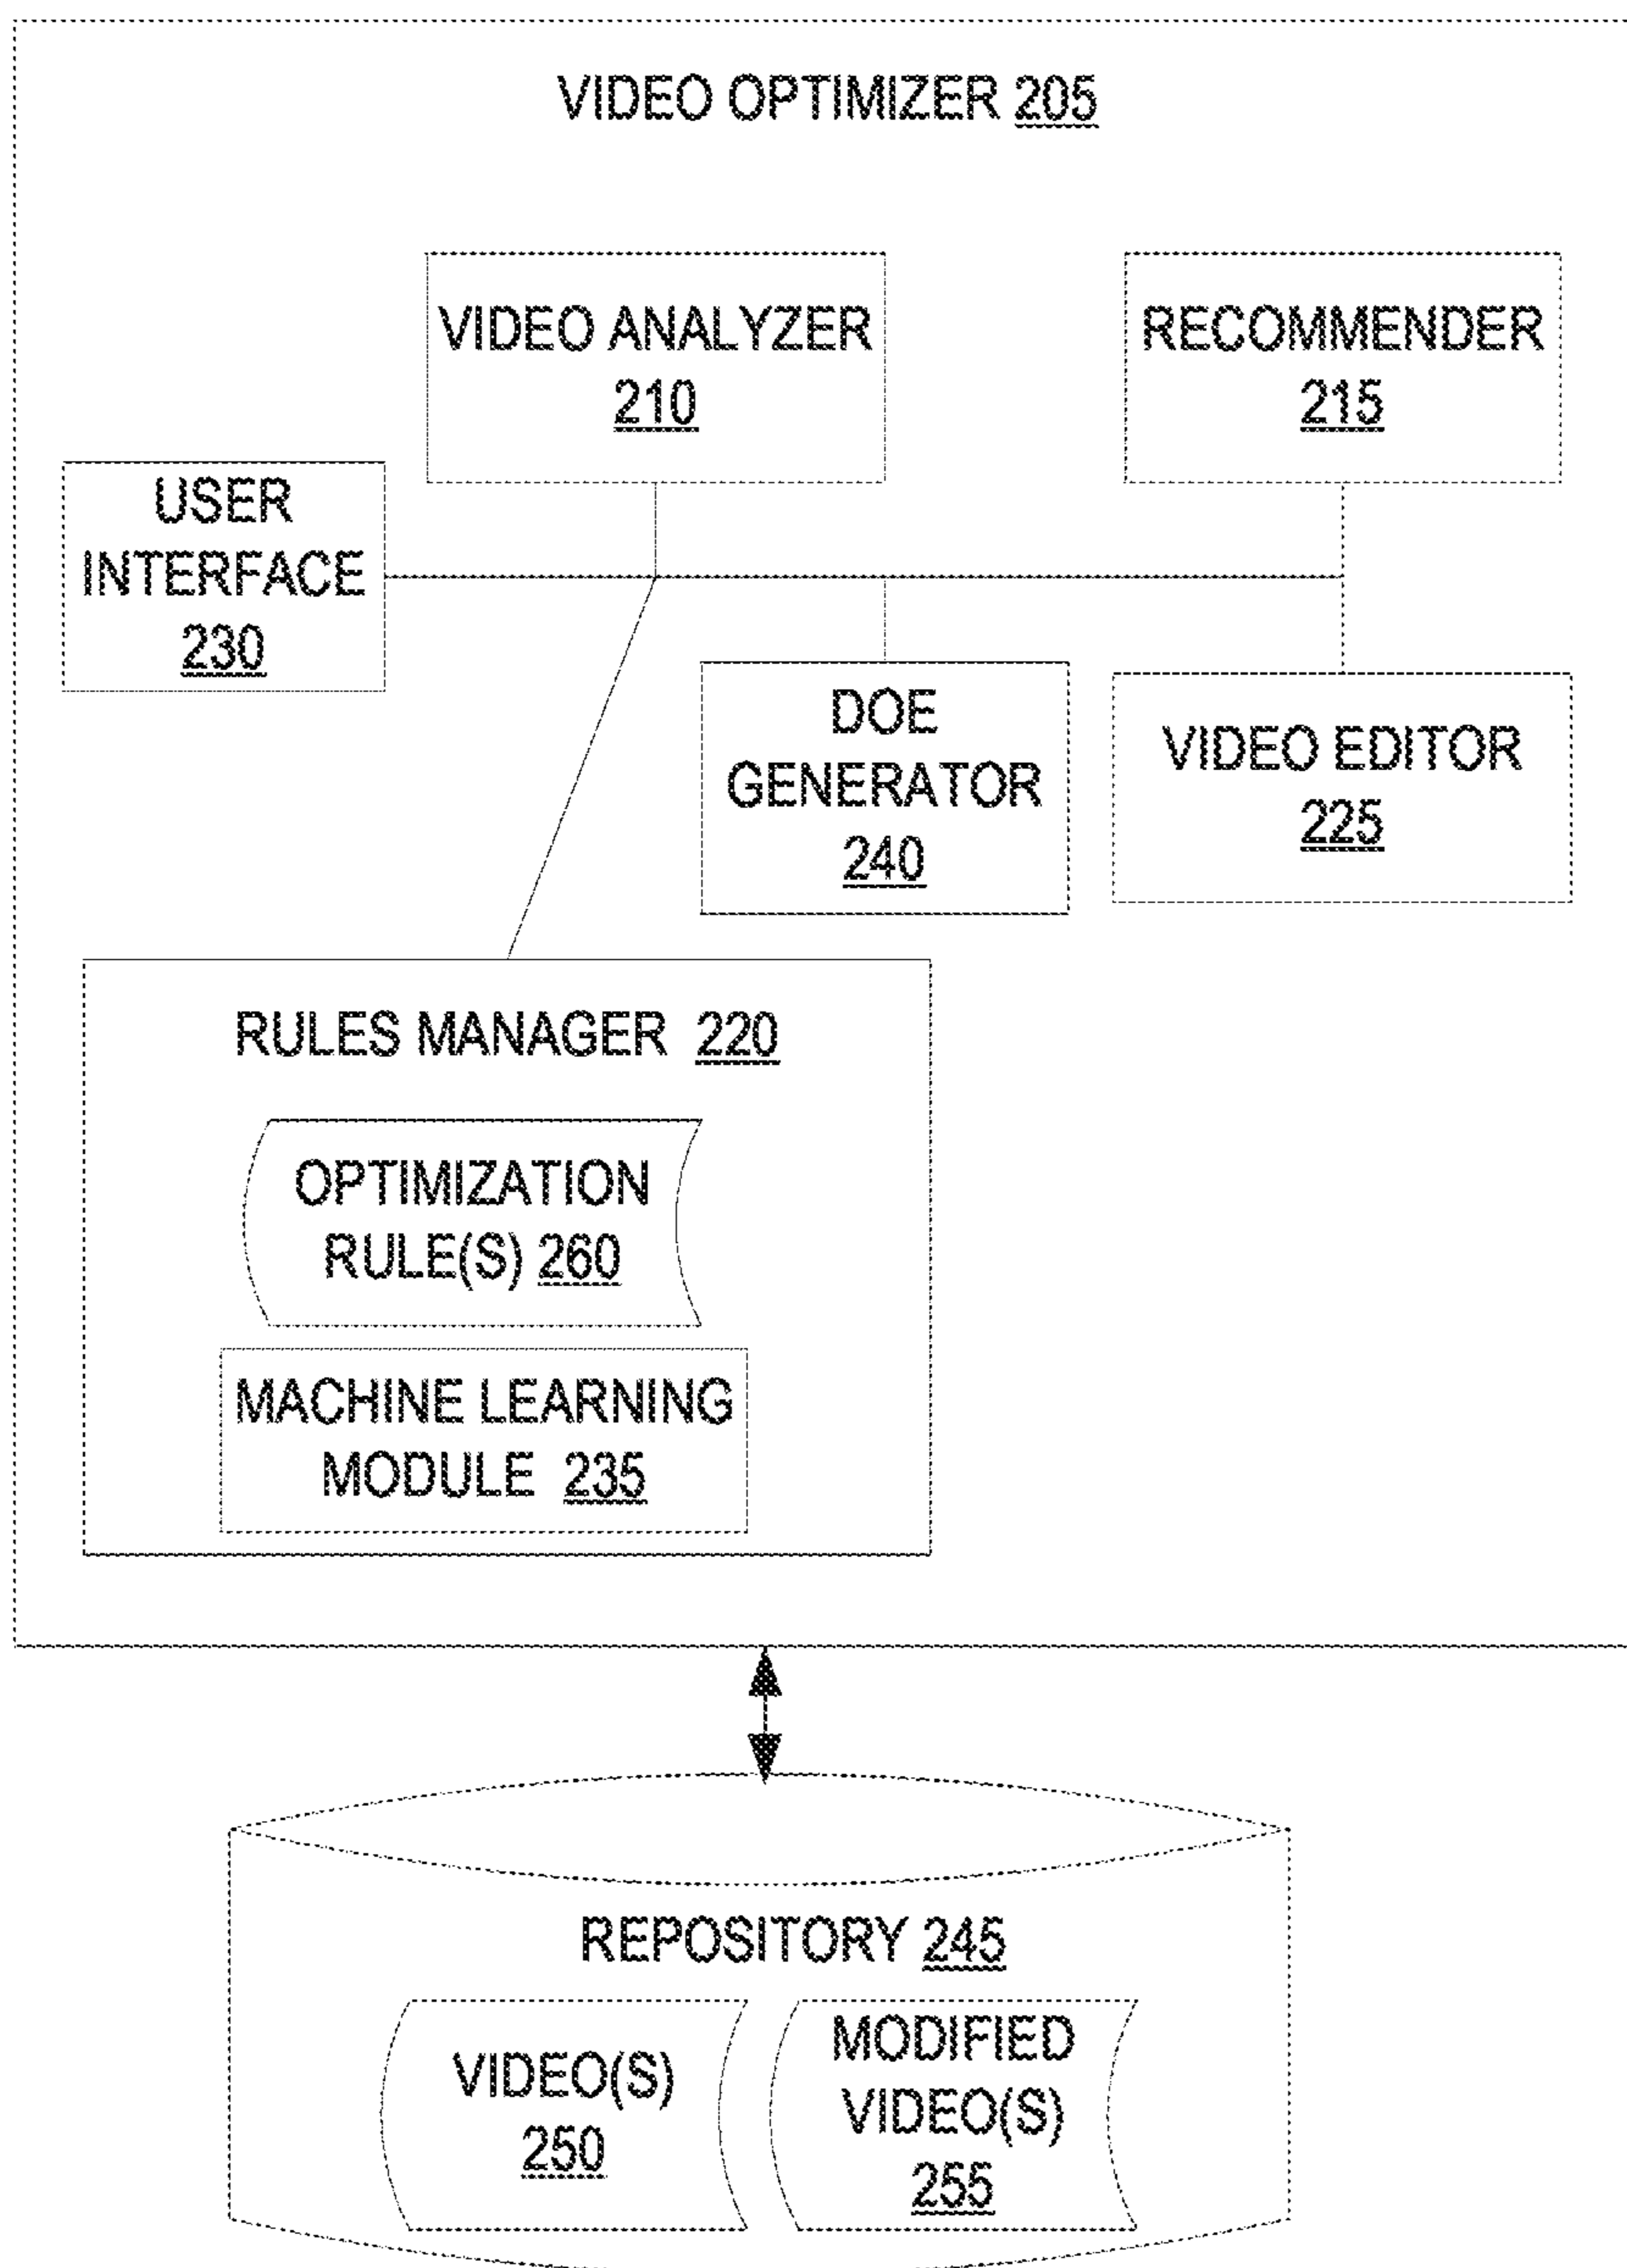 VIDEO OPTIMIZER 205
VIDEO ANALYZER
210
RECOMMENDER
215
USER
INTERFACE
230
DOE
GENERATOR
240
VIDEO EDITOR
225
RULES MANAGER 220
OPTIMIZATION
RULE(S) 260
MACHINE LEARNING
MODULE 235
REPOSITORY 245
VIDEO(S)
250
MODIFIED
VIDEO(S)
255